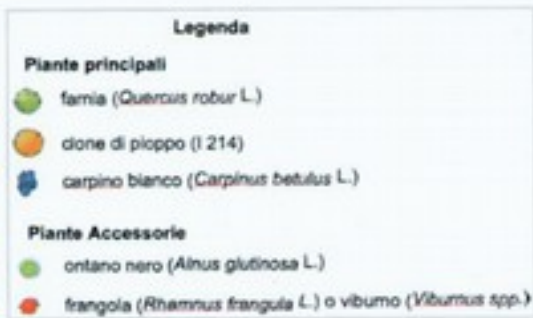 Legenda
Piante principali
farnia (Quercus robur L.)
clone di pioppo (I 214)
carpino bianco (Carpinus betulus L.)
Piante Accessorie
ontano nero (Alnus glutinosa L.)
frangola (Rhamnus frangula L.) o viburno (Viburnus spp.)